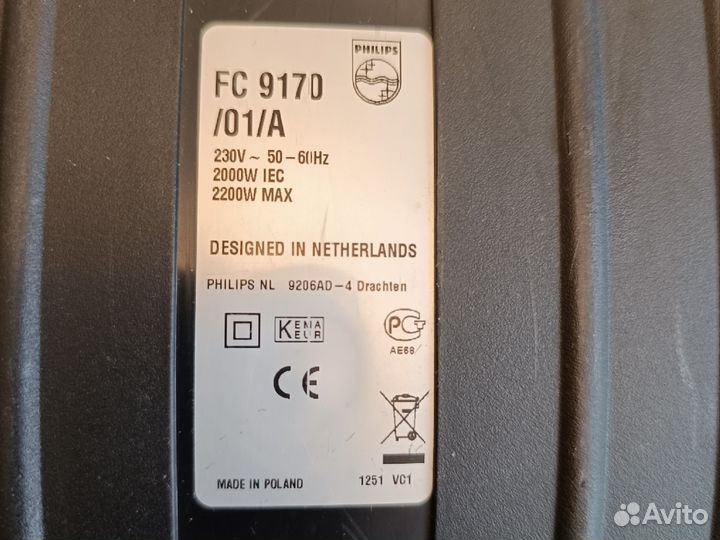 PHILIPS
FC 9170
/01/A
230V ~ 50-60Hz
2000W IEC
2200W MAX
DESIGNED IN NETHERLANDS
PHILIPS NL 9206AD-4 Drachten
KEMA
KEUR
PCT
AE68
CE
MADE IN POLAND
1251 VC1
Avito